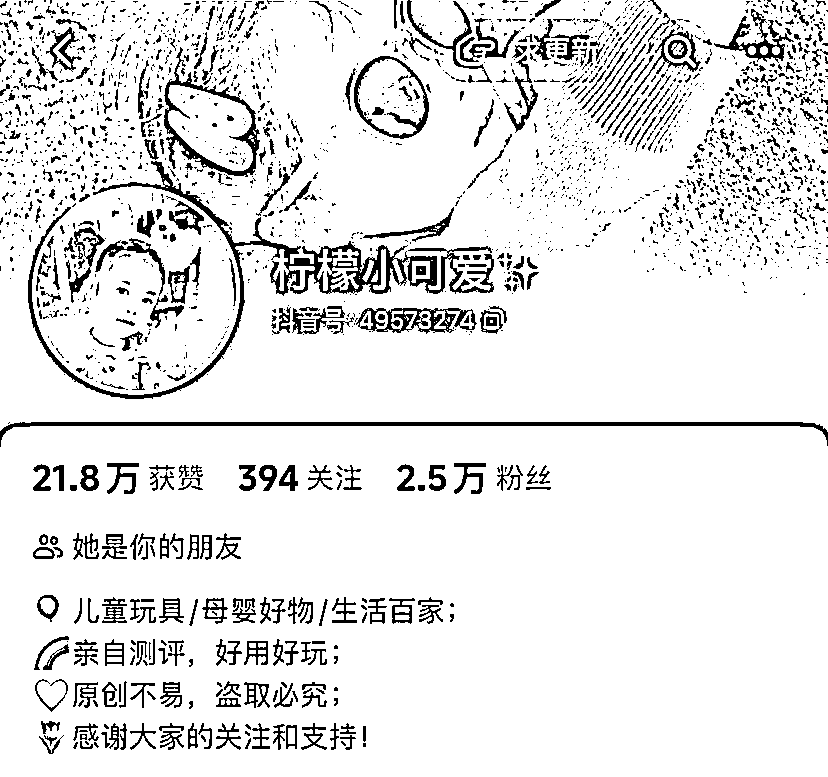 求更新
柠檬小可爱
抖音号：49573274
21.8万 获赞 394 关注 2.5万 粉丝
她是你的朋友
儿童玩具/母婴好物/生活百家；
亲自测评，好用好玩；
原创不易，盗取必究；
感谢大家的关注和支持！